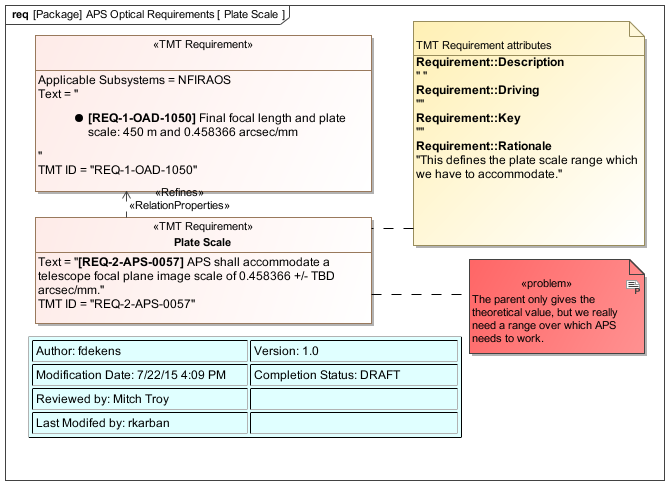 req [Package] APS Optical Requirements [ Plate Scale ]
«TMT Requirement»
Applicable Subsystems = NFIRAOS
Text = "
● [REQ-1-OAD-1050] Final focal length and plate
scale: 450 m and 0.458366 arcsec/mm
"
TMT ID = "REQ-1-OAD-1050"
TMT Requirement attributes
Requirement::Description
" "
Requirement::Driving
""
Requirement::Key
""
Requirement::Rationale
"This defines the plate scale range which
we have to accommodate."
«Refines»
«RelationProperties»
«TMT Requirement»
Plate Scale
Text = "[REQ-2-APS-0057] APS shall accommodate a
telescope focal plane image scale of 0.458366 +/- TBD
arcsec/mm."
TMT ID = "REQ-2-APS-0057"
«problem»
P
The parent only gives the
theoretical value, but we really
need a range over which APS
needs to work.
Author: fdekens
Version: 1.0
Modification Date: 7/22/15 4:09 PM
Completion Status: DRAFT
Reviewed by: Mitch Troy
Last Modifed by: rkarban